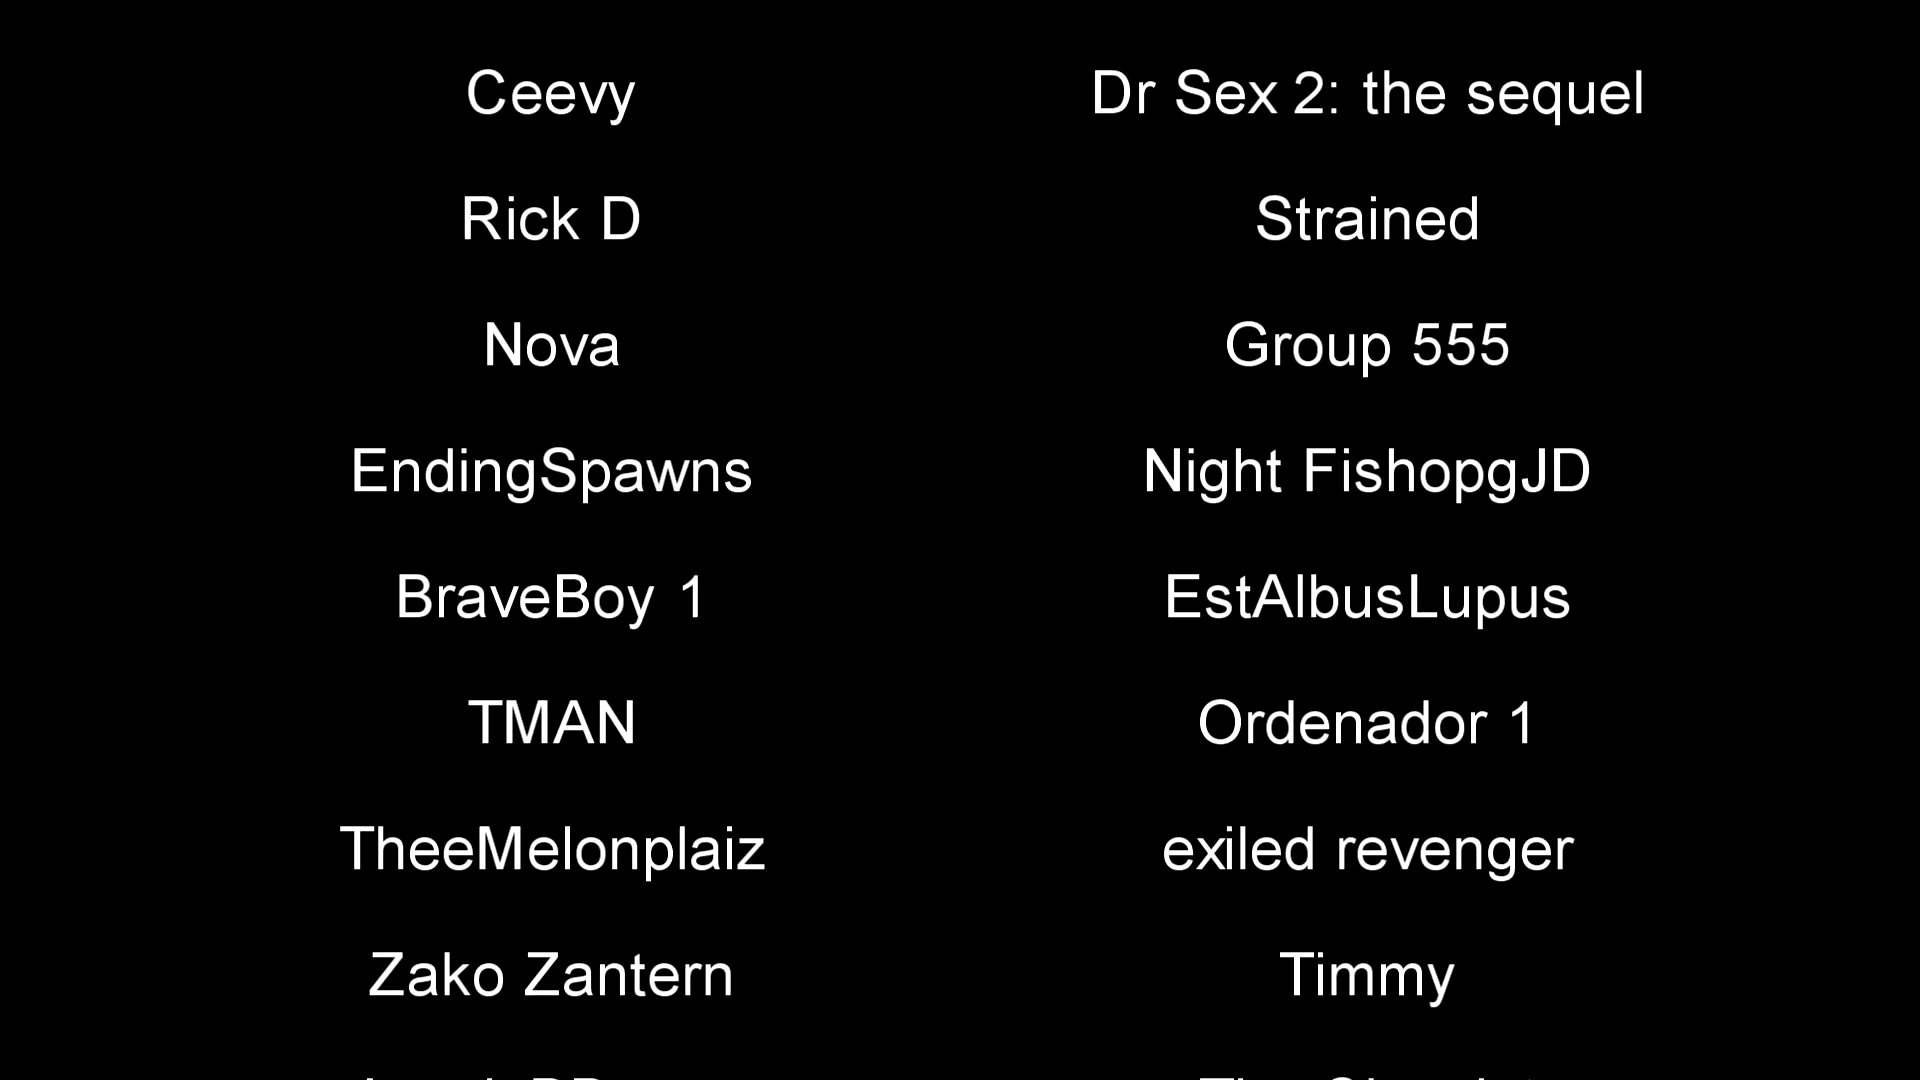 Ceevy
Dr Sex 2: the sequel
Rick D
Strained
Nova
Group 555
EndingSpawns
Night FishopgJD
BraveBoy 1
EstAlbusLupus
TMAN
Ordenador 1
TheeMelonplaiz
exiled revenger
Zako Zantern
Timmy